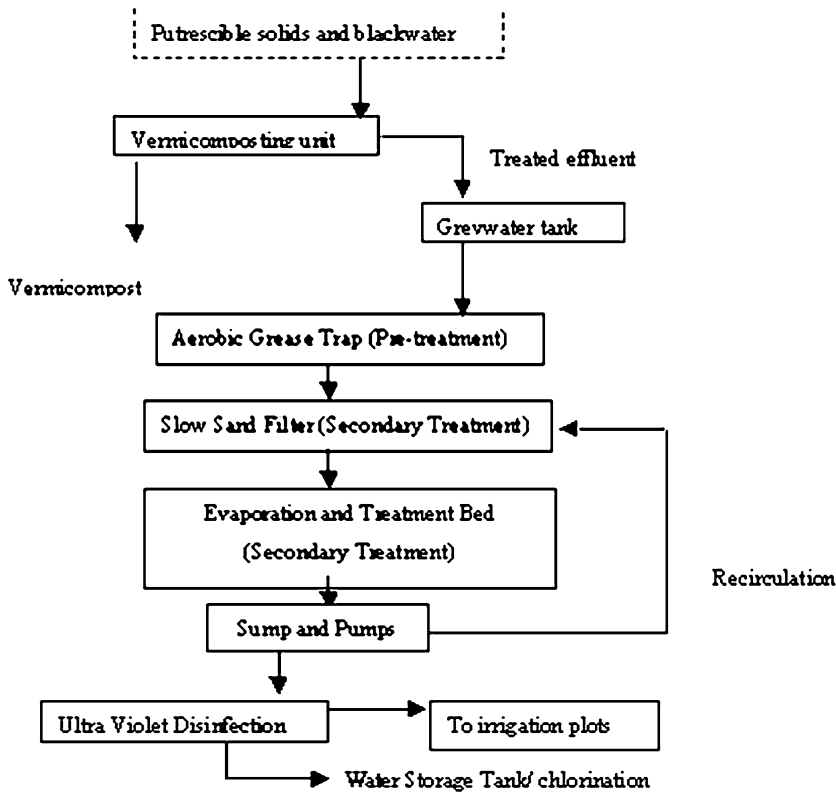 Putrescible solids and blackwater
Vermicomposting unit
Treated effluent
Greywater tank
Vermicompost
Aerobic Grease Trap (Pre-treatment)
Slow Sand Filter (Secondary Treatment)
Evaporation and Treatment Bed
(Secondary Treatment)
Recirculation
Sump and Pumps
Ultra Violet Disinfection
To irrigation plots
Water Storage Tank/ chlorination